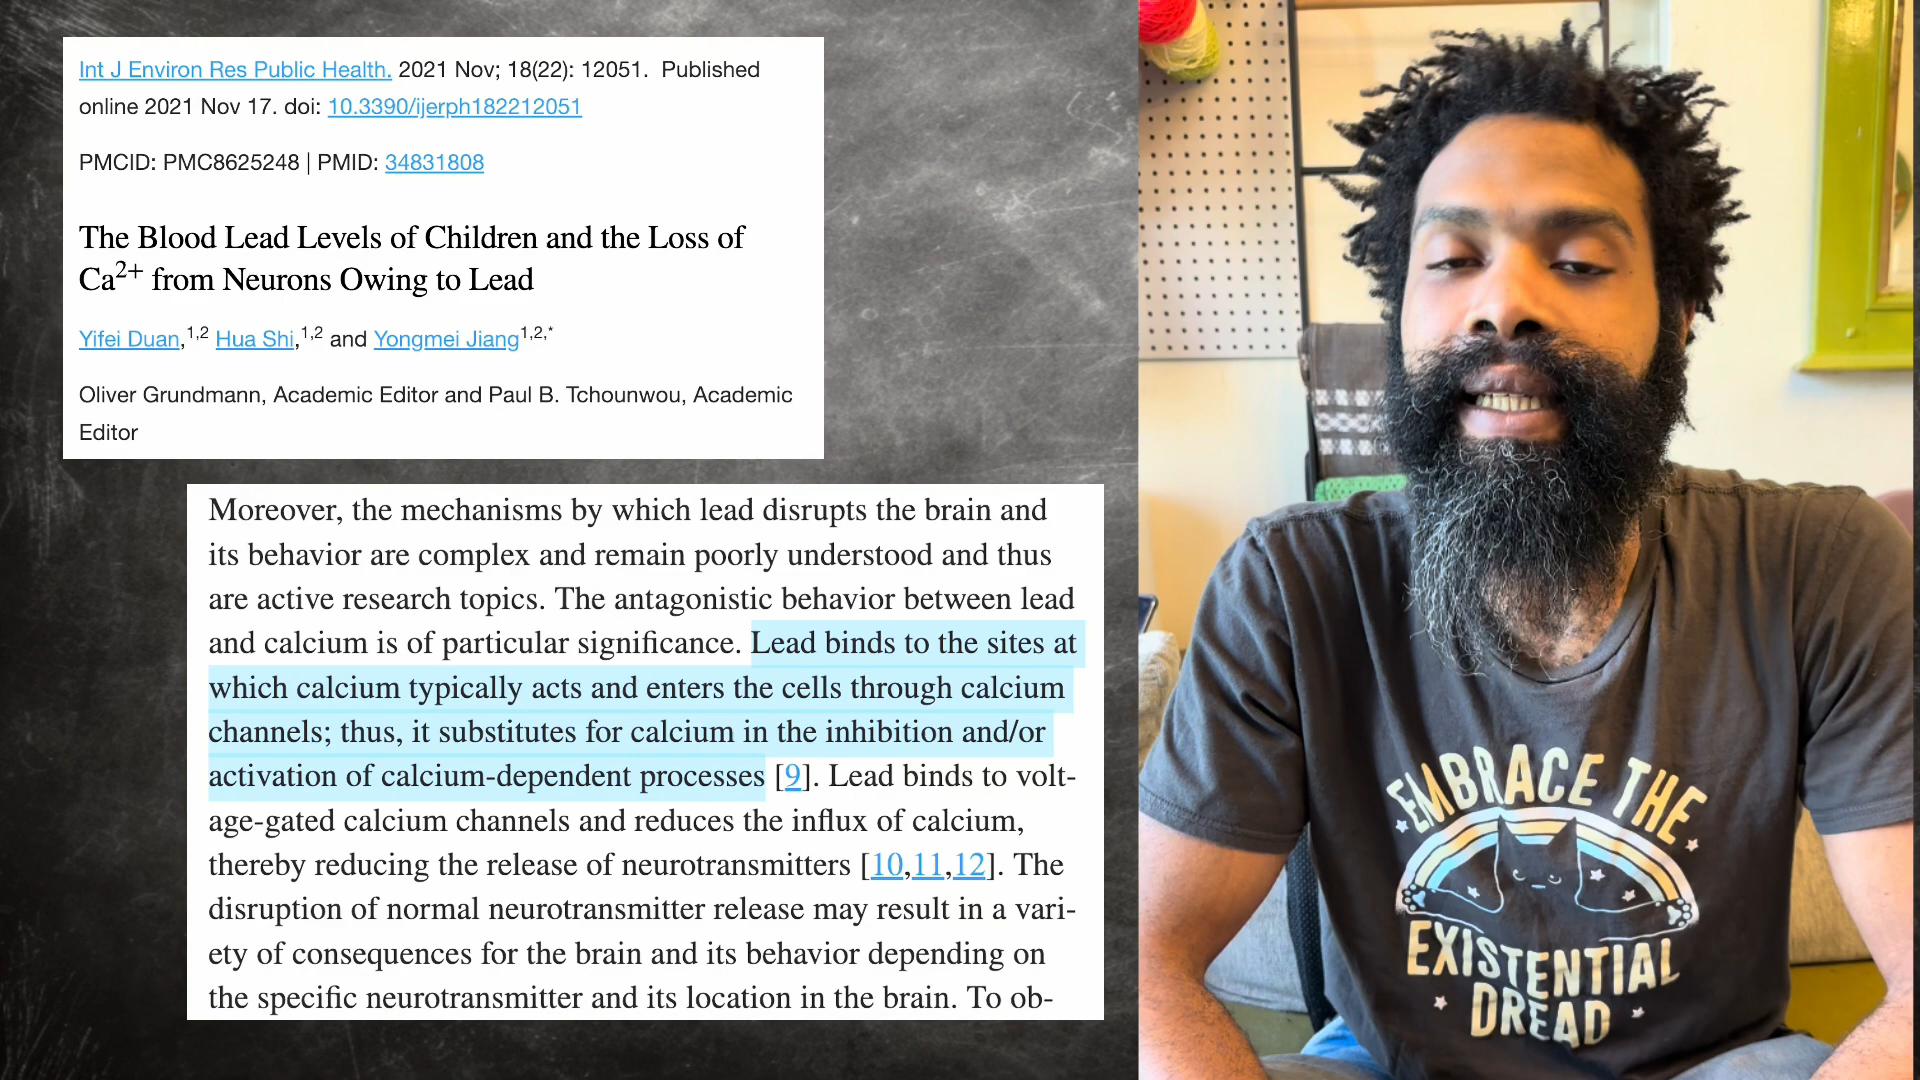 Int J Environ Res Public Health. 2021 Nov; 18(22): 12051. Published
online 2021 Nov 17. doi: 10.3390/ijerph182212051
PMCID: PMC8625248 | PMID: 34831808
The Blood Lead Levels of Children and the Loss of
Ca²⁺ from Neurons Owing to Lead
Yifei Duan,¹,² Hua Shi,¹,² and Yongmei Jiang¹,²,*
Oliver Grundmann, Academic Editor and Paul B. Tchounwou, Academic
Editor
Moreover, the mechanisms by which lead disrupts the brain and
its behavior are complex and remain poorly understood and thus
are active research topics. The antagonistic behavior between lead
and calcium is of particular significance. Lead binds to the sites at
which calcium typically acts and enters the cells through calcium
channels; thus, it substitutes for calcium in the inhibition and/or
activation of calcium-dependent processes [9]. Lead binds to volt-
age-gated calcium channels and reduces the influx of calcium,
thereby reducing the release of neurotransmitters [10,11,12]. The
disruption of normal neurotransmitter release may result in a vari-
ety of consequences for the brain and its behavior depending on
the specific neurotransmitter and its location in the brain. To ob-
EMBRACE THE
EXISTENTIAL
DREAD